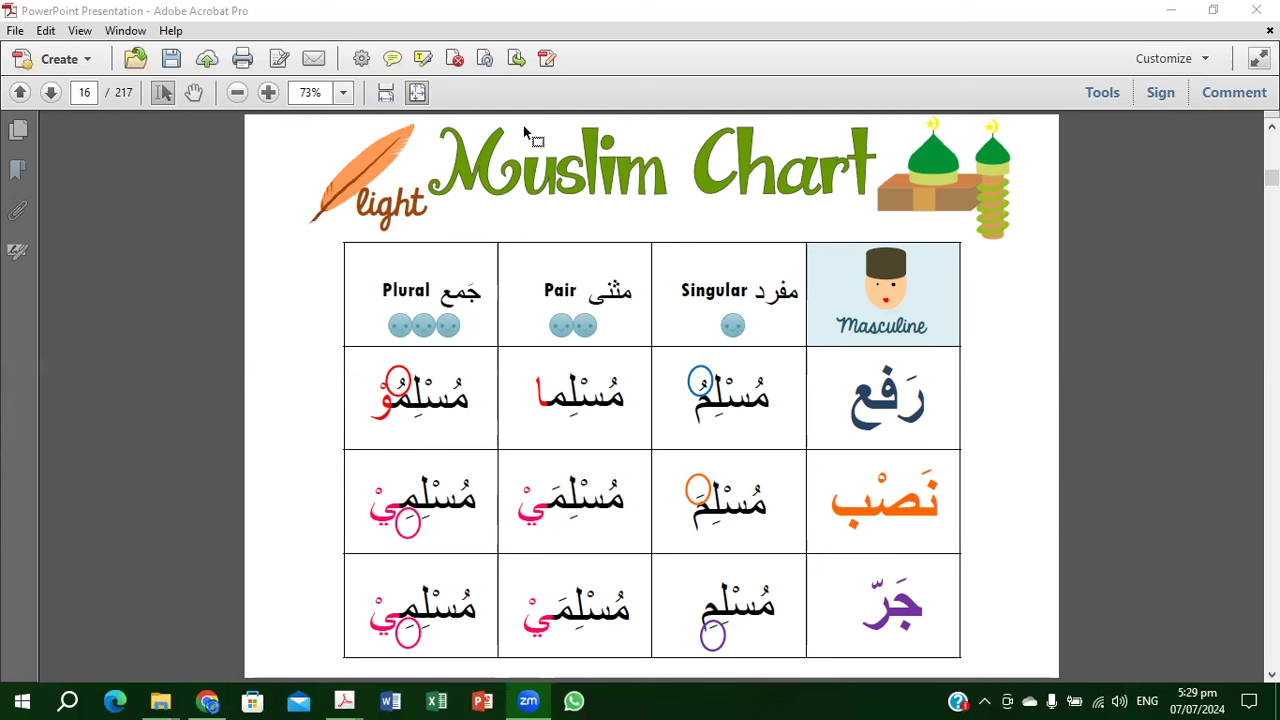 PowerPoint Presentation - Adobe Acrobat Pro
File Edit View Window Help
Create Customize
16 / 217 73% Tools Sign Comment
Muslim Chart
light
Plural جَمع Pair مثنى Singular مفرد Masculine
رَفع مُسْلِمُ مُسْلِما مُسْلِمُوْ
نَصْب مُسْلِمَ مُسْلِمَيْ مُسْلِمِيْ
جَرّ مُسْلِمِ مُسْلِمَيْ مُسْلِمِيْ
ENG 5:29 pm
07/07/2024